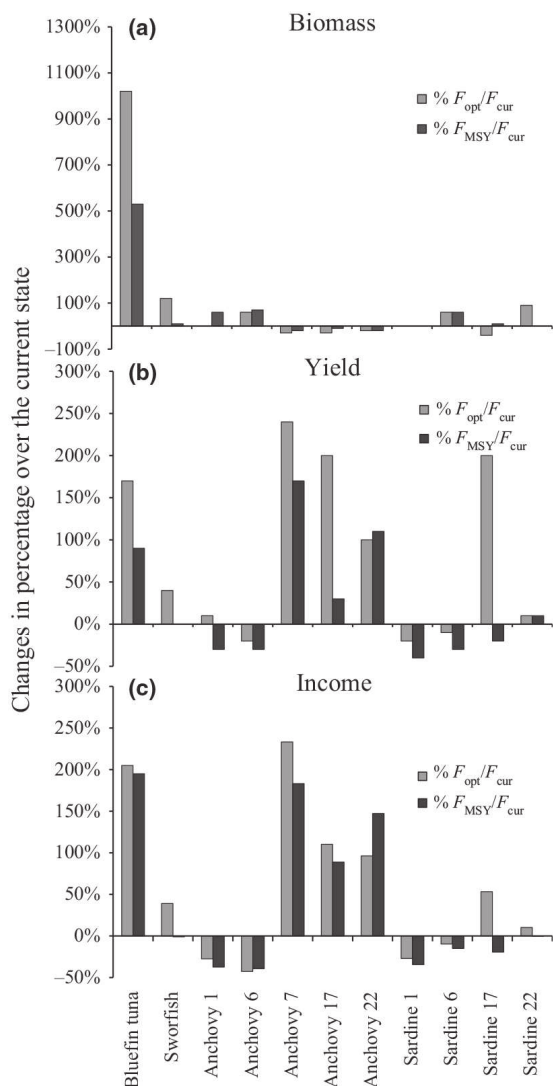 Changes in percentage over the current state
(a)
Biomass
1300%
1100%
900%
700%
500%
300%
100%
−100%
% Fopt/Fcur
% FMSY/Fcur
(b)
Yield
300%
250%
200%
150%
100%
50%
0%
−50%
% Fopt/Fcur
% FMSY/Fcur
(c)
Income
300%
250%
200%
150%
100%
50%
0%
−50%
% Fopt/Fcur
% FMSY/Fcur
Bluefin tuna
Sworfish
Anchovy 1
Anchovy 6
Anchovy 7
Anchovy 17
Anchovy 22
Sardine 1
Sardine 6
Sardine 17
Sardine 22